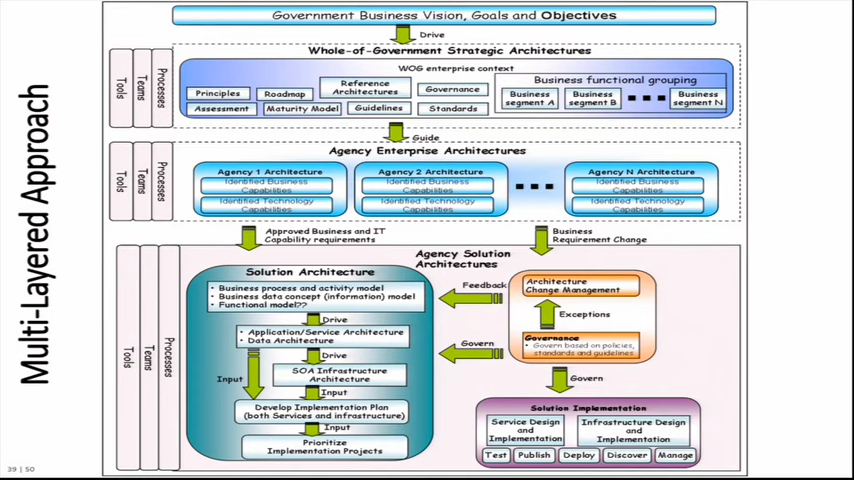 Multi-Layered Approach
Government Business Vision, Goals and Objectives
Drive
Whole-of-Government Strategic Architectures
Tools
Teams
Processes
WOG enterprise context
Principles
Roadmap
Reference
Architectures
Governance
Assessment
Maturity Model
Guidelines
Standards
Business functional grouping
Business
segment A
Business
segment B
Business
segment N
Guide
Agency Enterprise Architectures
Tools
Teams
Processes
Agency 1 Architecture
Identified Business
Capabilities
Identified Technology
Capabilities
Agency 2 Architecture
Identified Business
Capabilities
Identified Technology
Capabilities
Agency N Architecture
Identified Business
Capabilities
Identified Technology
Capabilities
Approved Business and IT
Capability requirements
Business
Requirement Change
Agency Solution
Architectures
Tools
Teams
Processes
Solution Architecture
• Business process and activity model
• Business data concept (information) model
• Functional model??
Drive
• Application/Service Architecture
• Data Architecture
Drive
Input
SOA Infrastructure
Architecture
Input
Develop Implementation Plan
(both Services and infrastructure)
Input
Prioritize
Implementation Projects
Feedback
Govern
Architecture
Change Management
Exceptions
Governance
• Govern based on policies,
standards and guidelines
Govern
Solution Implementation
Service Design
and
Implementation
Infrastructure Design
and
Implementation
Test
Publish
Deploy
Discover
Manage
39 | 50